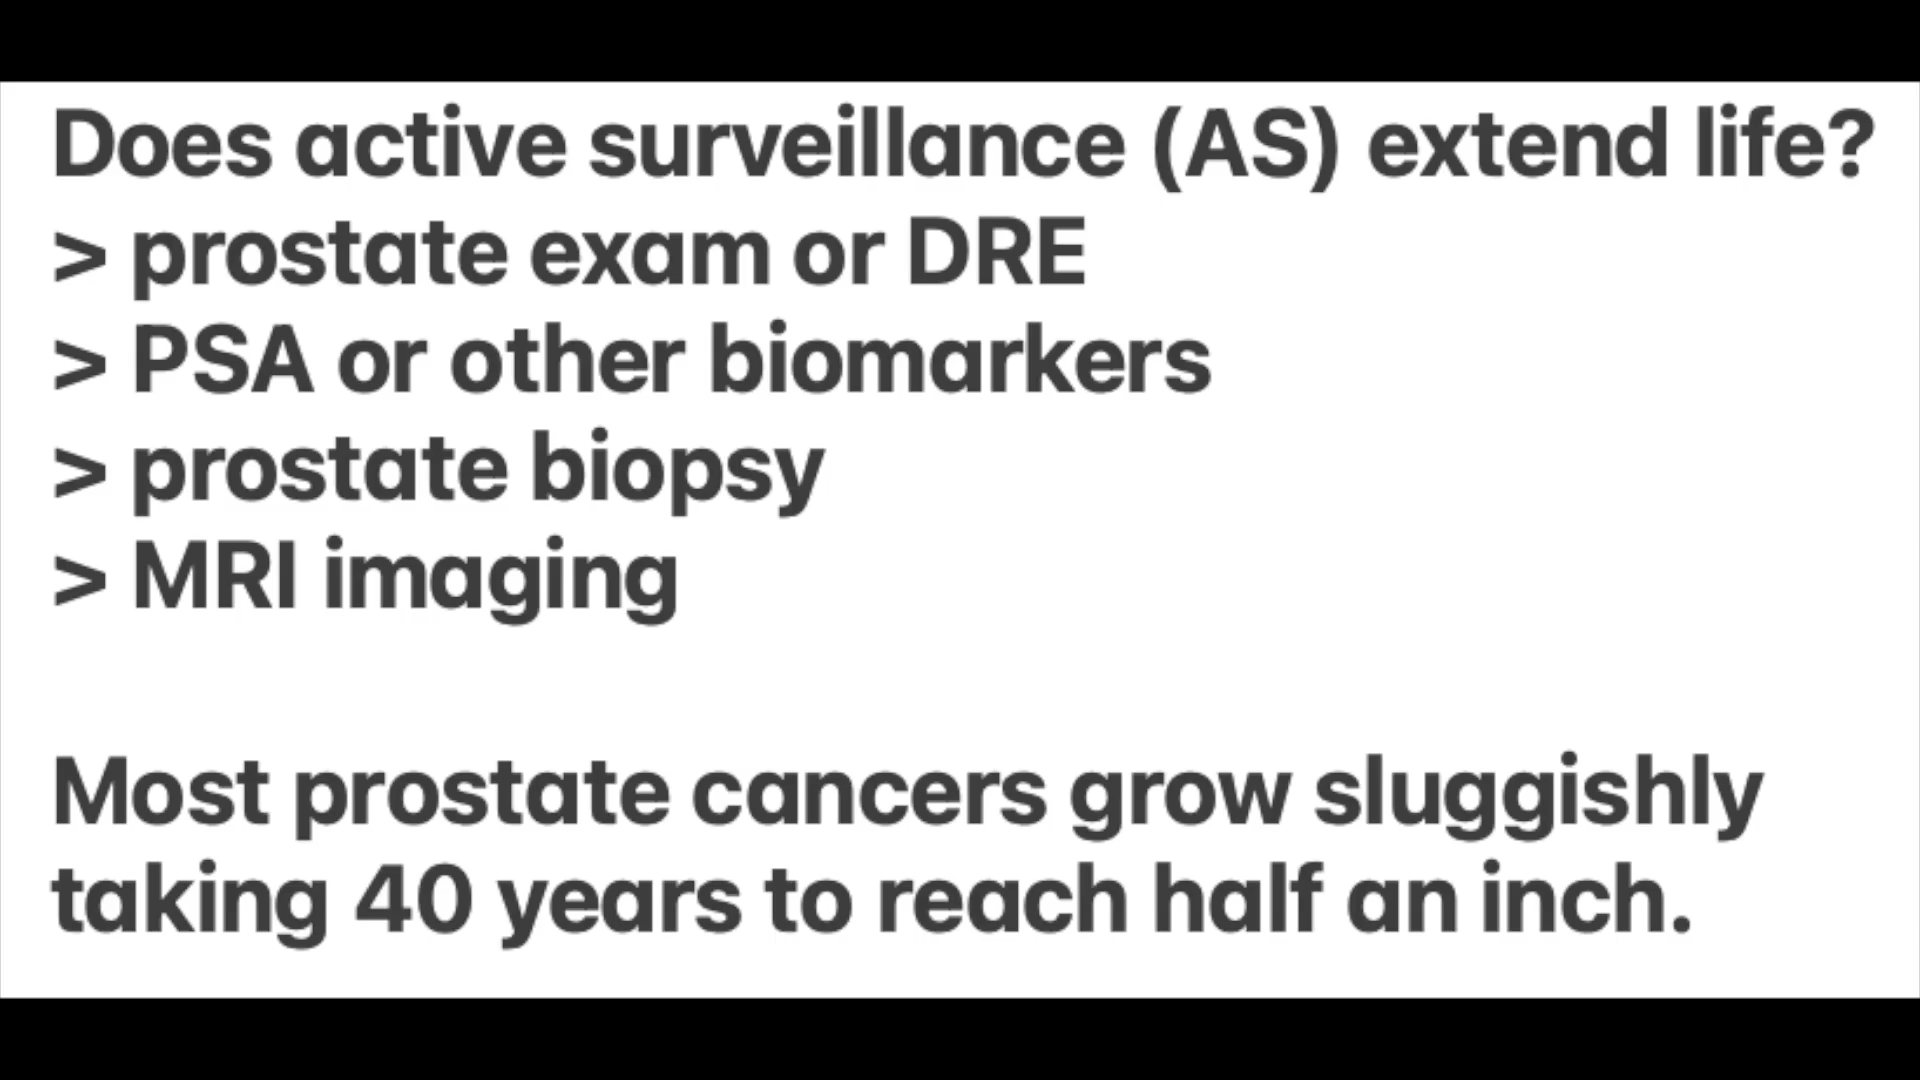 Does active surveillance (AS) extend life?
> prostate exam or DRE
> PSA or other biomarkers
> prostate biopsy
> MRI imaging
Most prostate cancers grow sluggishly
taking 40 years to reach half an inch.